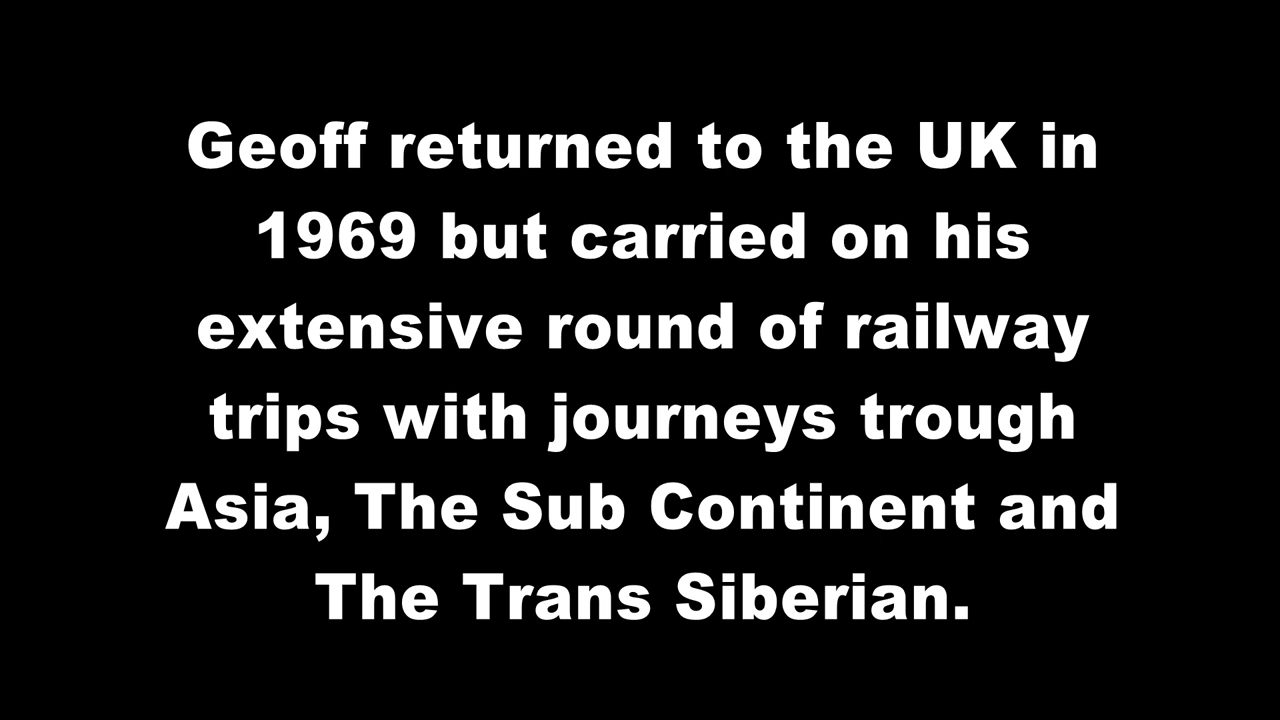 Geoff returned to the UK in
1969 but carried on his
extensive round of railway
trips with journeys trough
Asia, The Sub Continent and
The Trans Siberian.